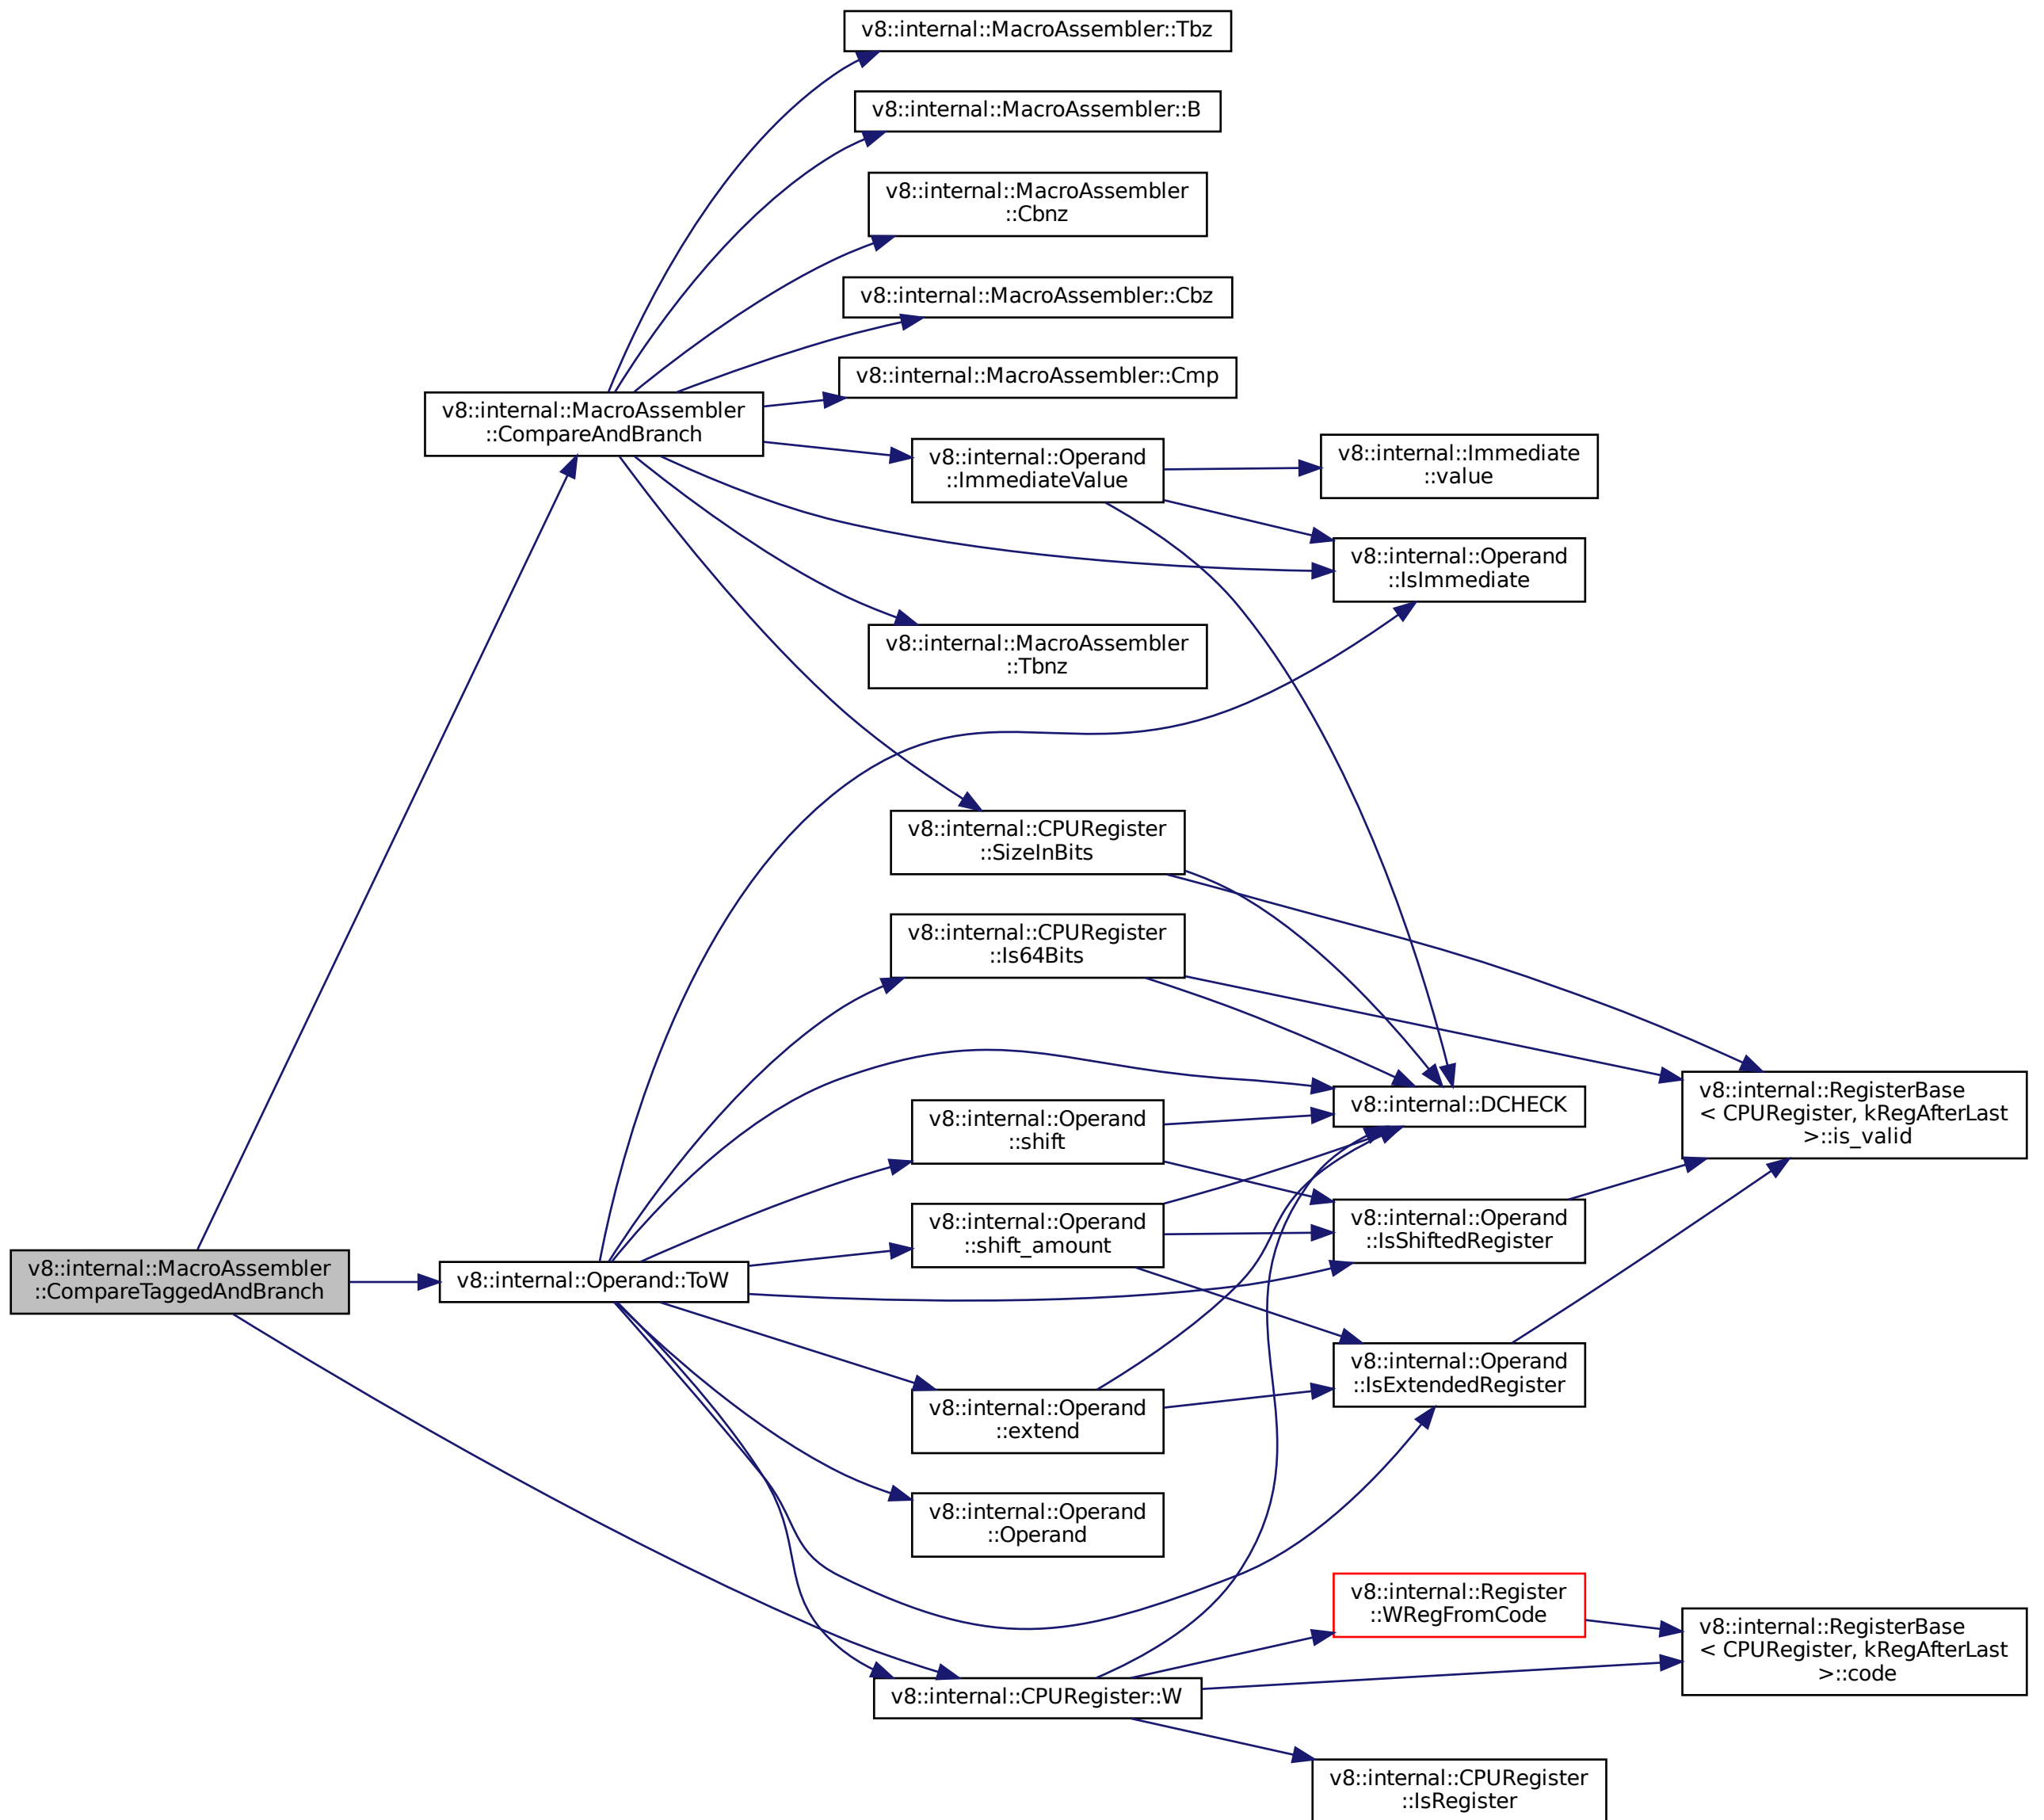 v8::internal::MacroAssembler::Tbz
v8::internal::MacroAssembler::B
v8::internal::MacroAssembler
::Cbnz
v8::internal::MacroAssembler::Cbz
v8::internal::MacroAssembler::Cmp
v8::internal::MacroAssembler
::CompareAndBranch
v8::internal::Operand
::ImmediateValue
v8::internal::Immediate
::value
v8::internal::Operand
::IsImmediate
v8::internal::MacroAssembler
::Tbnz
v8::internal::CPURegister
::SizeInBits
v8::internal::CPURegister
::Is64Bits
v8::internal::DCHECK
v8::internal::RegisterBase
< CPURegister, kRegAfterLast
>::is_valid
v8::internal::Operand
::shift
v8::internal::Operand
::shift_amount
v8::internal::Operand
::IsShiftedRegister
v8::internal::MacroAssembler
::CompareTaggedAndBranch
v8::internal::Operand::ToW
v8::internal::Operand
::IsExtendedRegister
v8::internal::Operand
::extend
v8::internal::Operand
::Operand
v8::internal::Register
::WRegFromCode
v8::internal::RegisterBase
< CPURegister, kRegAfterLast
>::code
v8::internal::CPURegister::W
v8::internal::CPURegister
::IsRegister